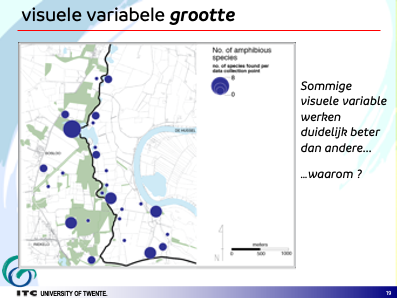 visuele variabele grootte
No. of amphibious
species
no. of species found per
data collection point
8
0
Sommige
visuele variable
werken
duidelijk beter
dan andere...
...waarom ?
DE MOSSEL
meters
0 500 1000
ITC UNIVERSITY OF TWENTE.
19